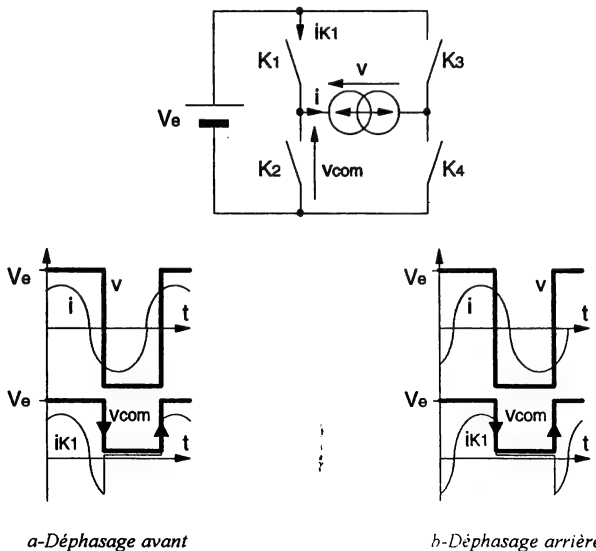 iK1
K1
v
K3
i
Ve
K2
vcom
K4
Ve
v
i
t
Ve
vcom
iK1
t
a-Déphasage avant
Ve
v
i
t
Ve
vcom
iK1
t
b-Déphasage arrière